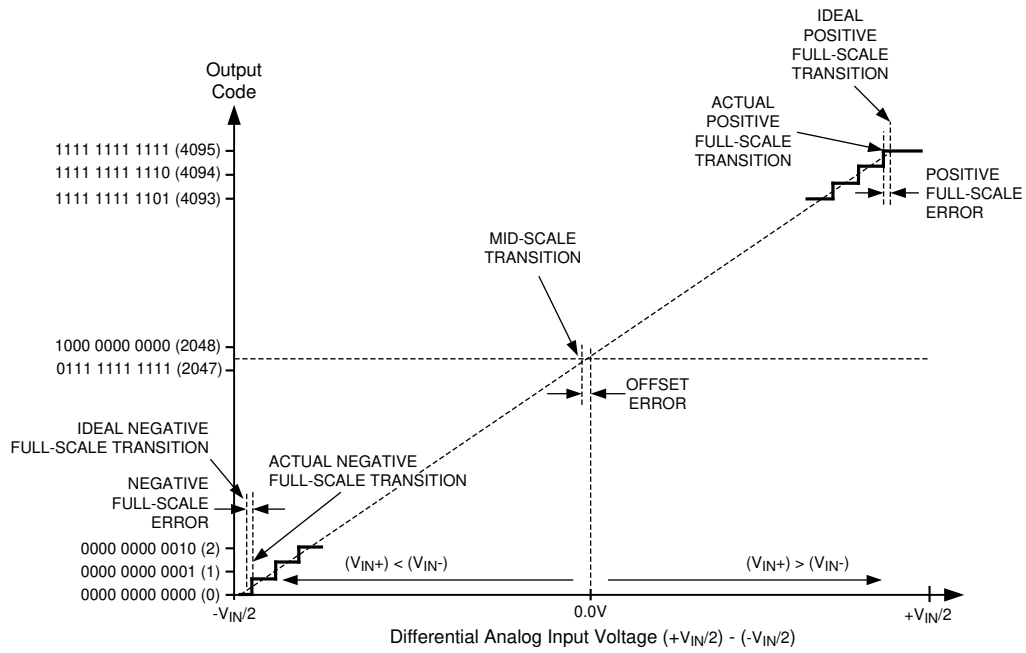 IDEAL
POSITIVE
FULL-SCALE
TRANSITION
Output
Code
ACTUAL
POSITIVE
FULL-SCALE
TRANSITION
1111 1111 1111 (4095)
1111 1111 1110 (4094)
1111 1111 1101 (4093)
POSITIVE
FULL-SCALE
ERROR
MID-SCALE
TRANSITION
1000 0000 0000 (2048)
0111 1111 1111 (2047)
OFFSET
ERROR
IDEAL NEGATIVE
FULL-SCALE TRANSITION
ACTUAL NEGATIVE
FULL-SCALE TRANSITION
NEGATIVE
FULL-SCALE
ERROR
0000 0000 0010 (2)
0000 0000 0001 (1)
0000 0000 0000 (0)
(VIN+) < (VIN-)
(VIN+) > (VIN-)
-VIN/2
0.0V
+VIN/2
Differential Analog Input Voltage (+VIN/2) - (-VIN/2)